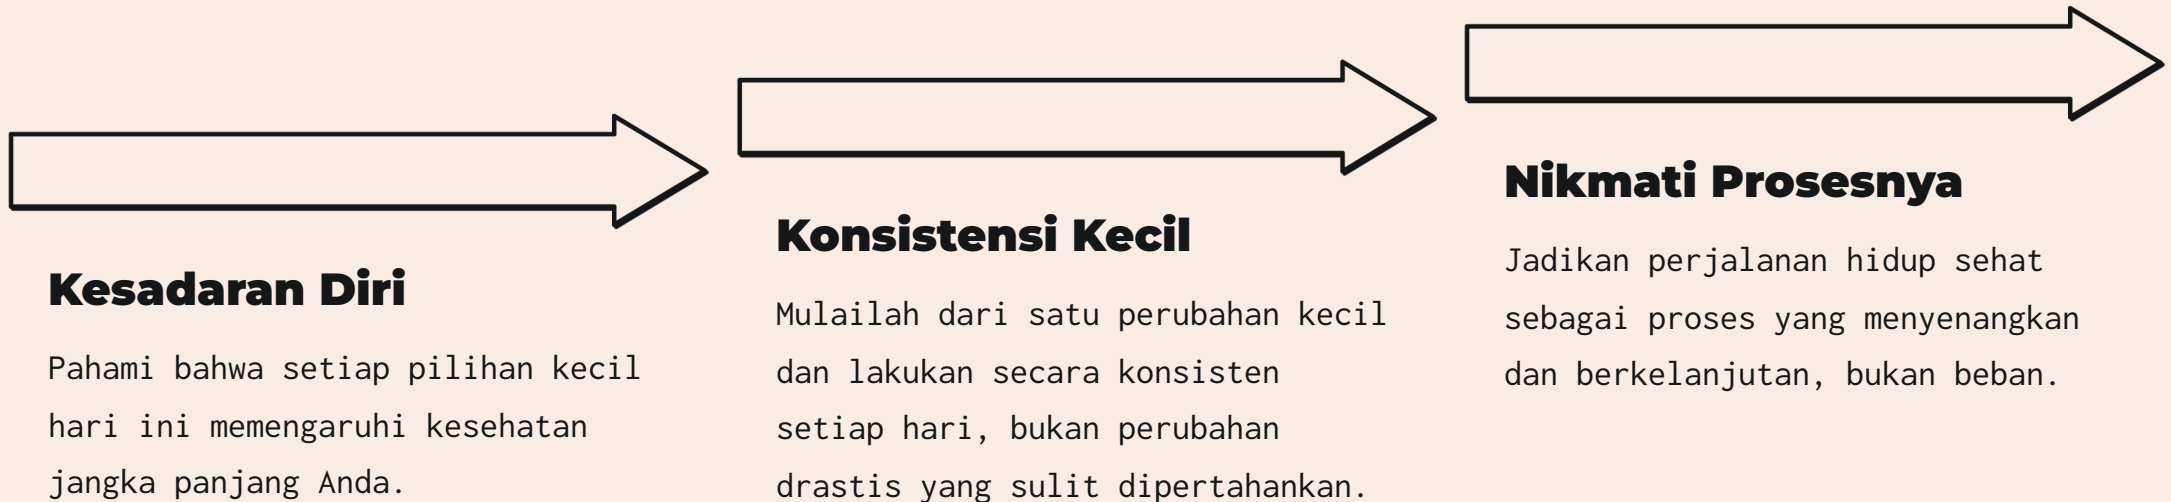 Kesadaran Diri
Pahami bahwa setiap pilihan kecil
hari ini memengaruhi kesehatan
jangka panjang Anda.
Konsistensi Kecil
Mulailah dari satu perubahan kecil
dan lakukan secara konsisten
setiap hari, bukan perubahan
drastis yang sulit dipertahankan.
Nikmati Prosesnya
Jadikan perjalanan hidup sehat
sebagai proses yang menyenangkan
dan berkelanjutan, bukan beban.